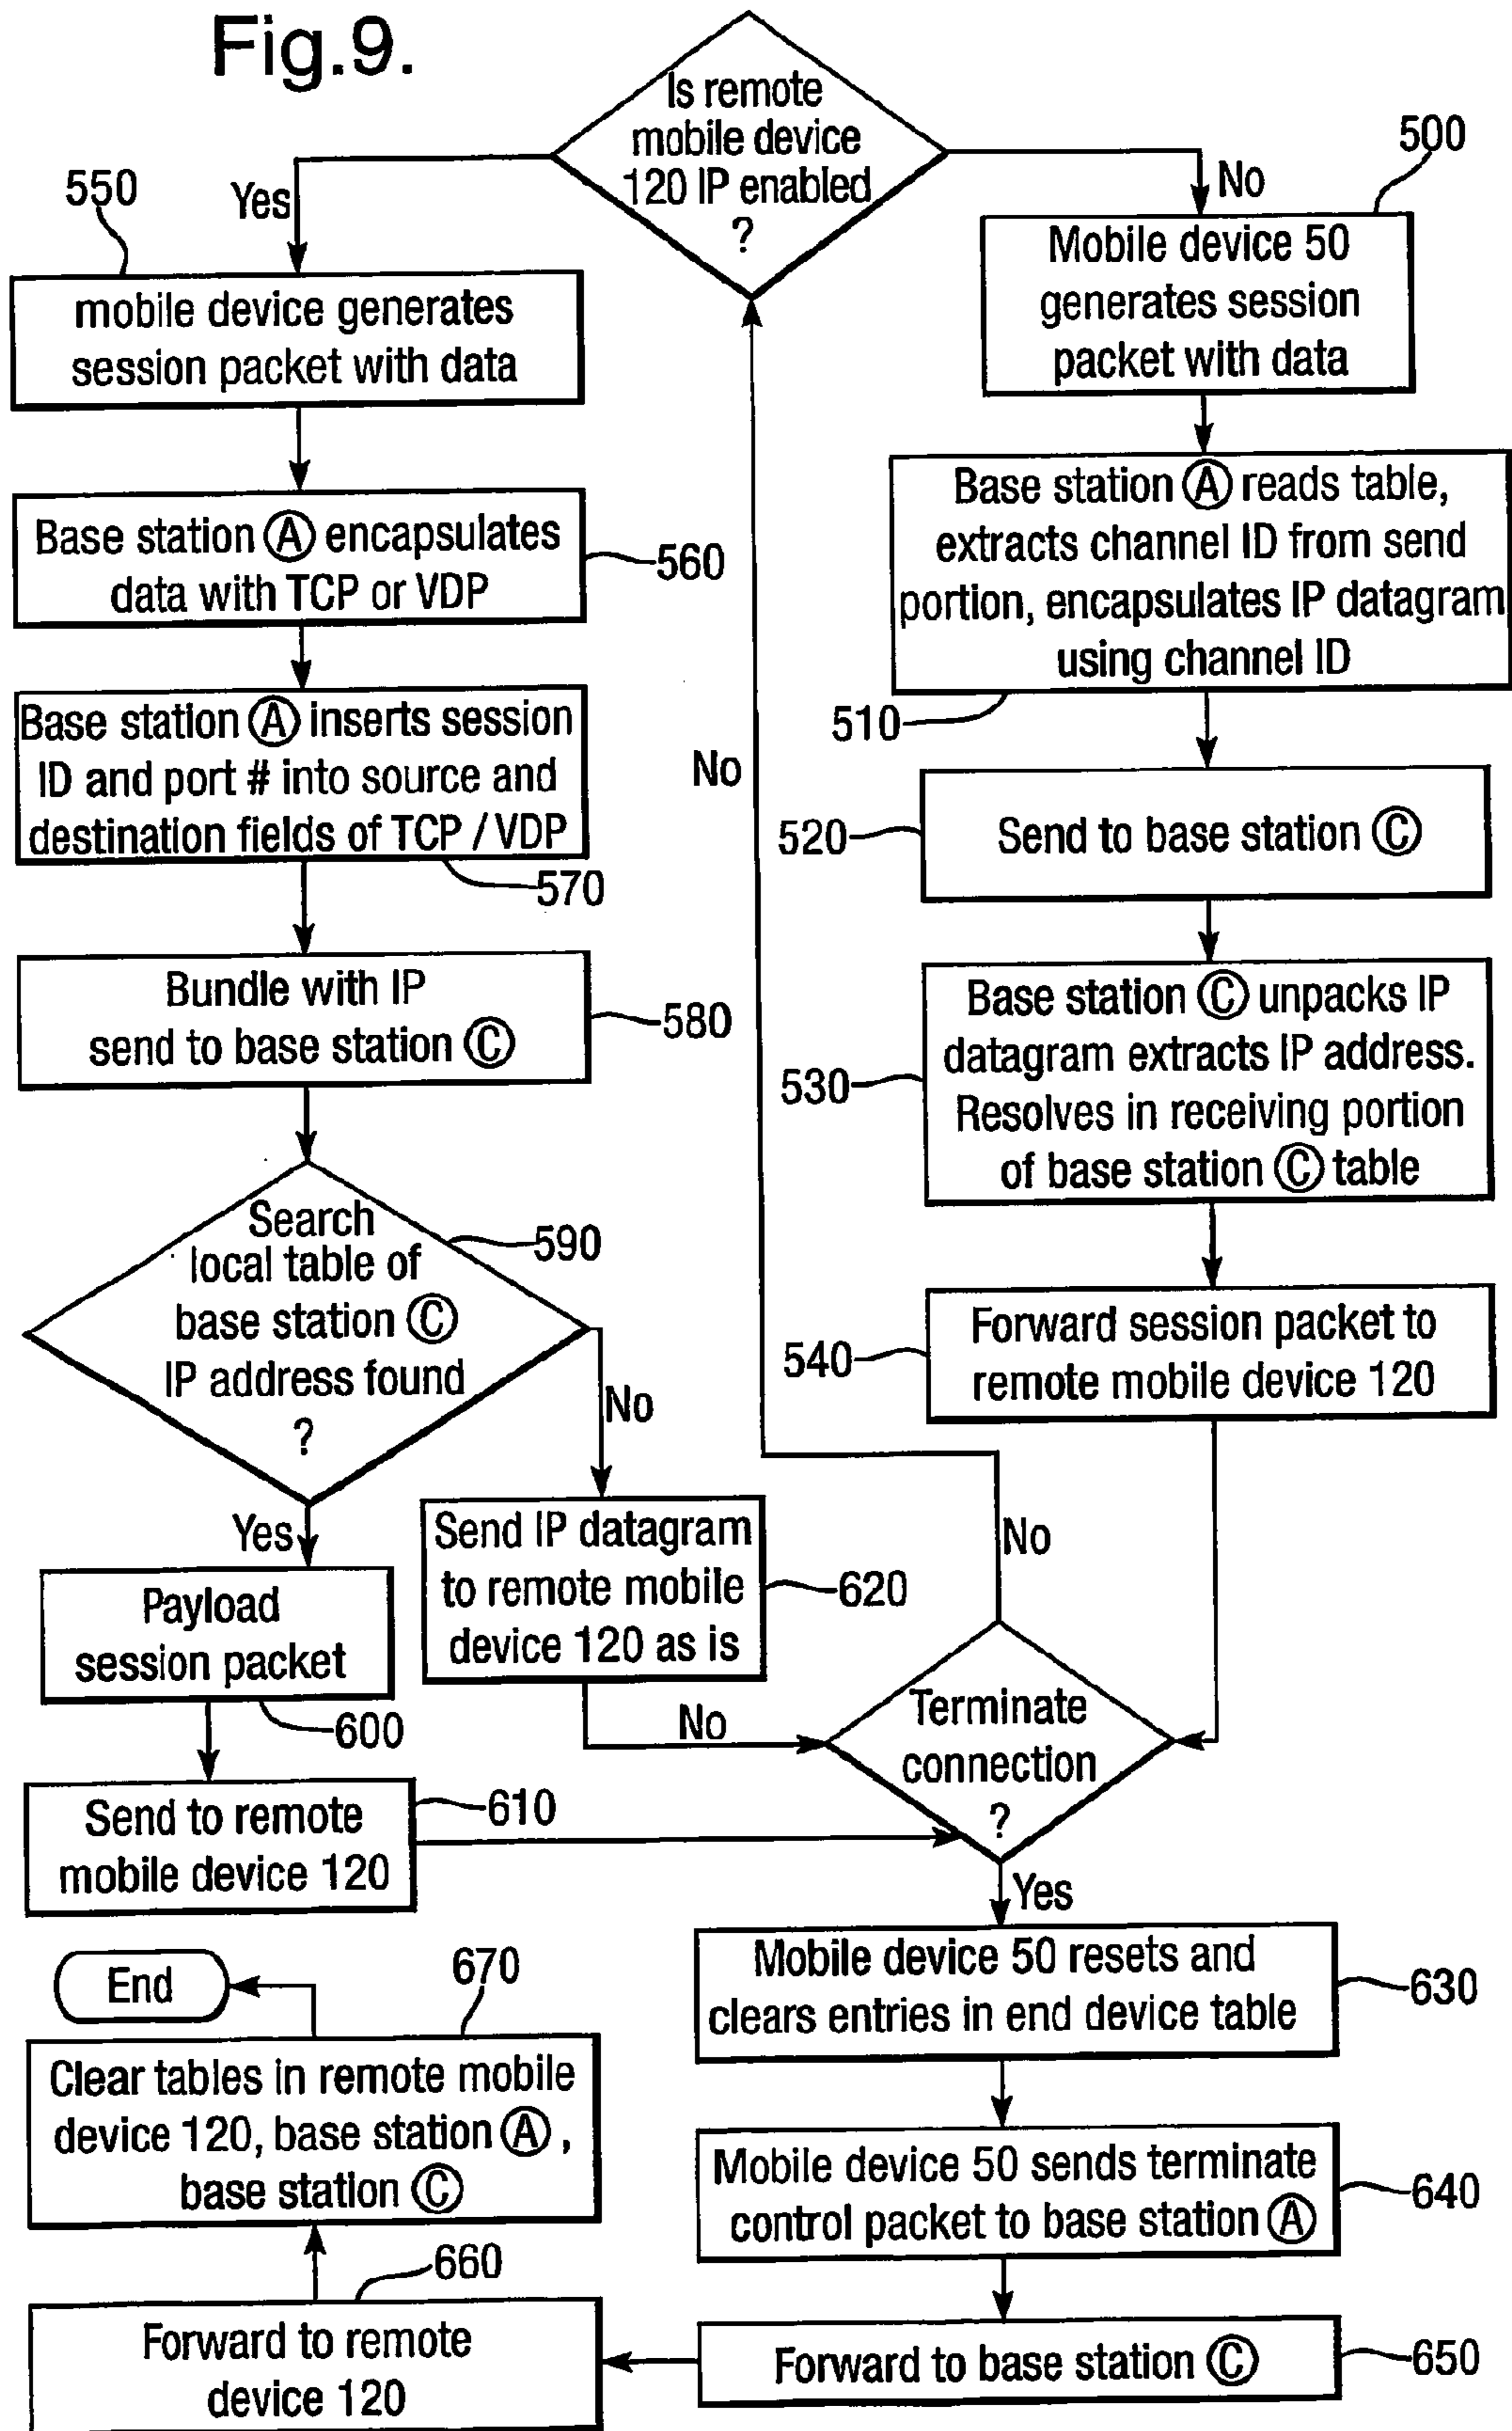 Fig.9.
Is remote
mobile device
120 IP enabled
?
Yes
No
550
mobile device generates
session packet with data
Base station Ⓐ encapsulates
data with TCP or VDP
560
Base station Ⓐ inserts session
ID and port # into source and
destination fields of TCP / VDP
570
Bundle with IP
send to base station Ⓒ
580
Search
local table of
base station Ⓒ
IP address found
?
590
No
Yes
Payload
session packet
600
Send to remote
mobile device 120
610
Send IP datagram
to remote mobile
device 120 as is
620
No
500
Mobile device 50
generates session
packet with data
Base station Ⓐ reads table,
extracts channel ID from send
portion, encapsulates IP datagram
using channel ID
510
Send to base station Ⓒ
520
Base station Ⓒ unpacks IP
datagram extracts IP address.
Resolves in receiving portion
of base station Ⓒ table
530
Forward session packet to
remote mobile device 120
540
No
No
Terminate
connection
?
Yes
Mobile device 50 resets and
clears entries in end device table
630
Mobile device 50 sends terminate
control packet to base station Ⓐ
640
Forward to base station Ⓒ
650
Forward to remote
device 120
660
Clear tables in remote mobile
device 120, base station Ⓐ ,
base station Ⓒ
670
End